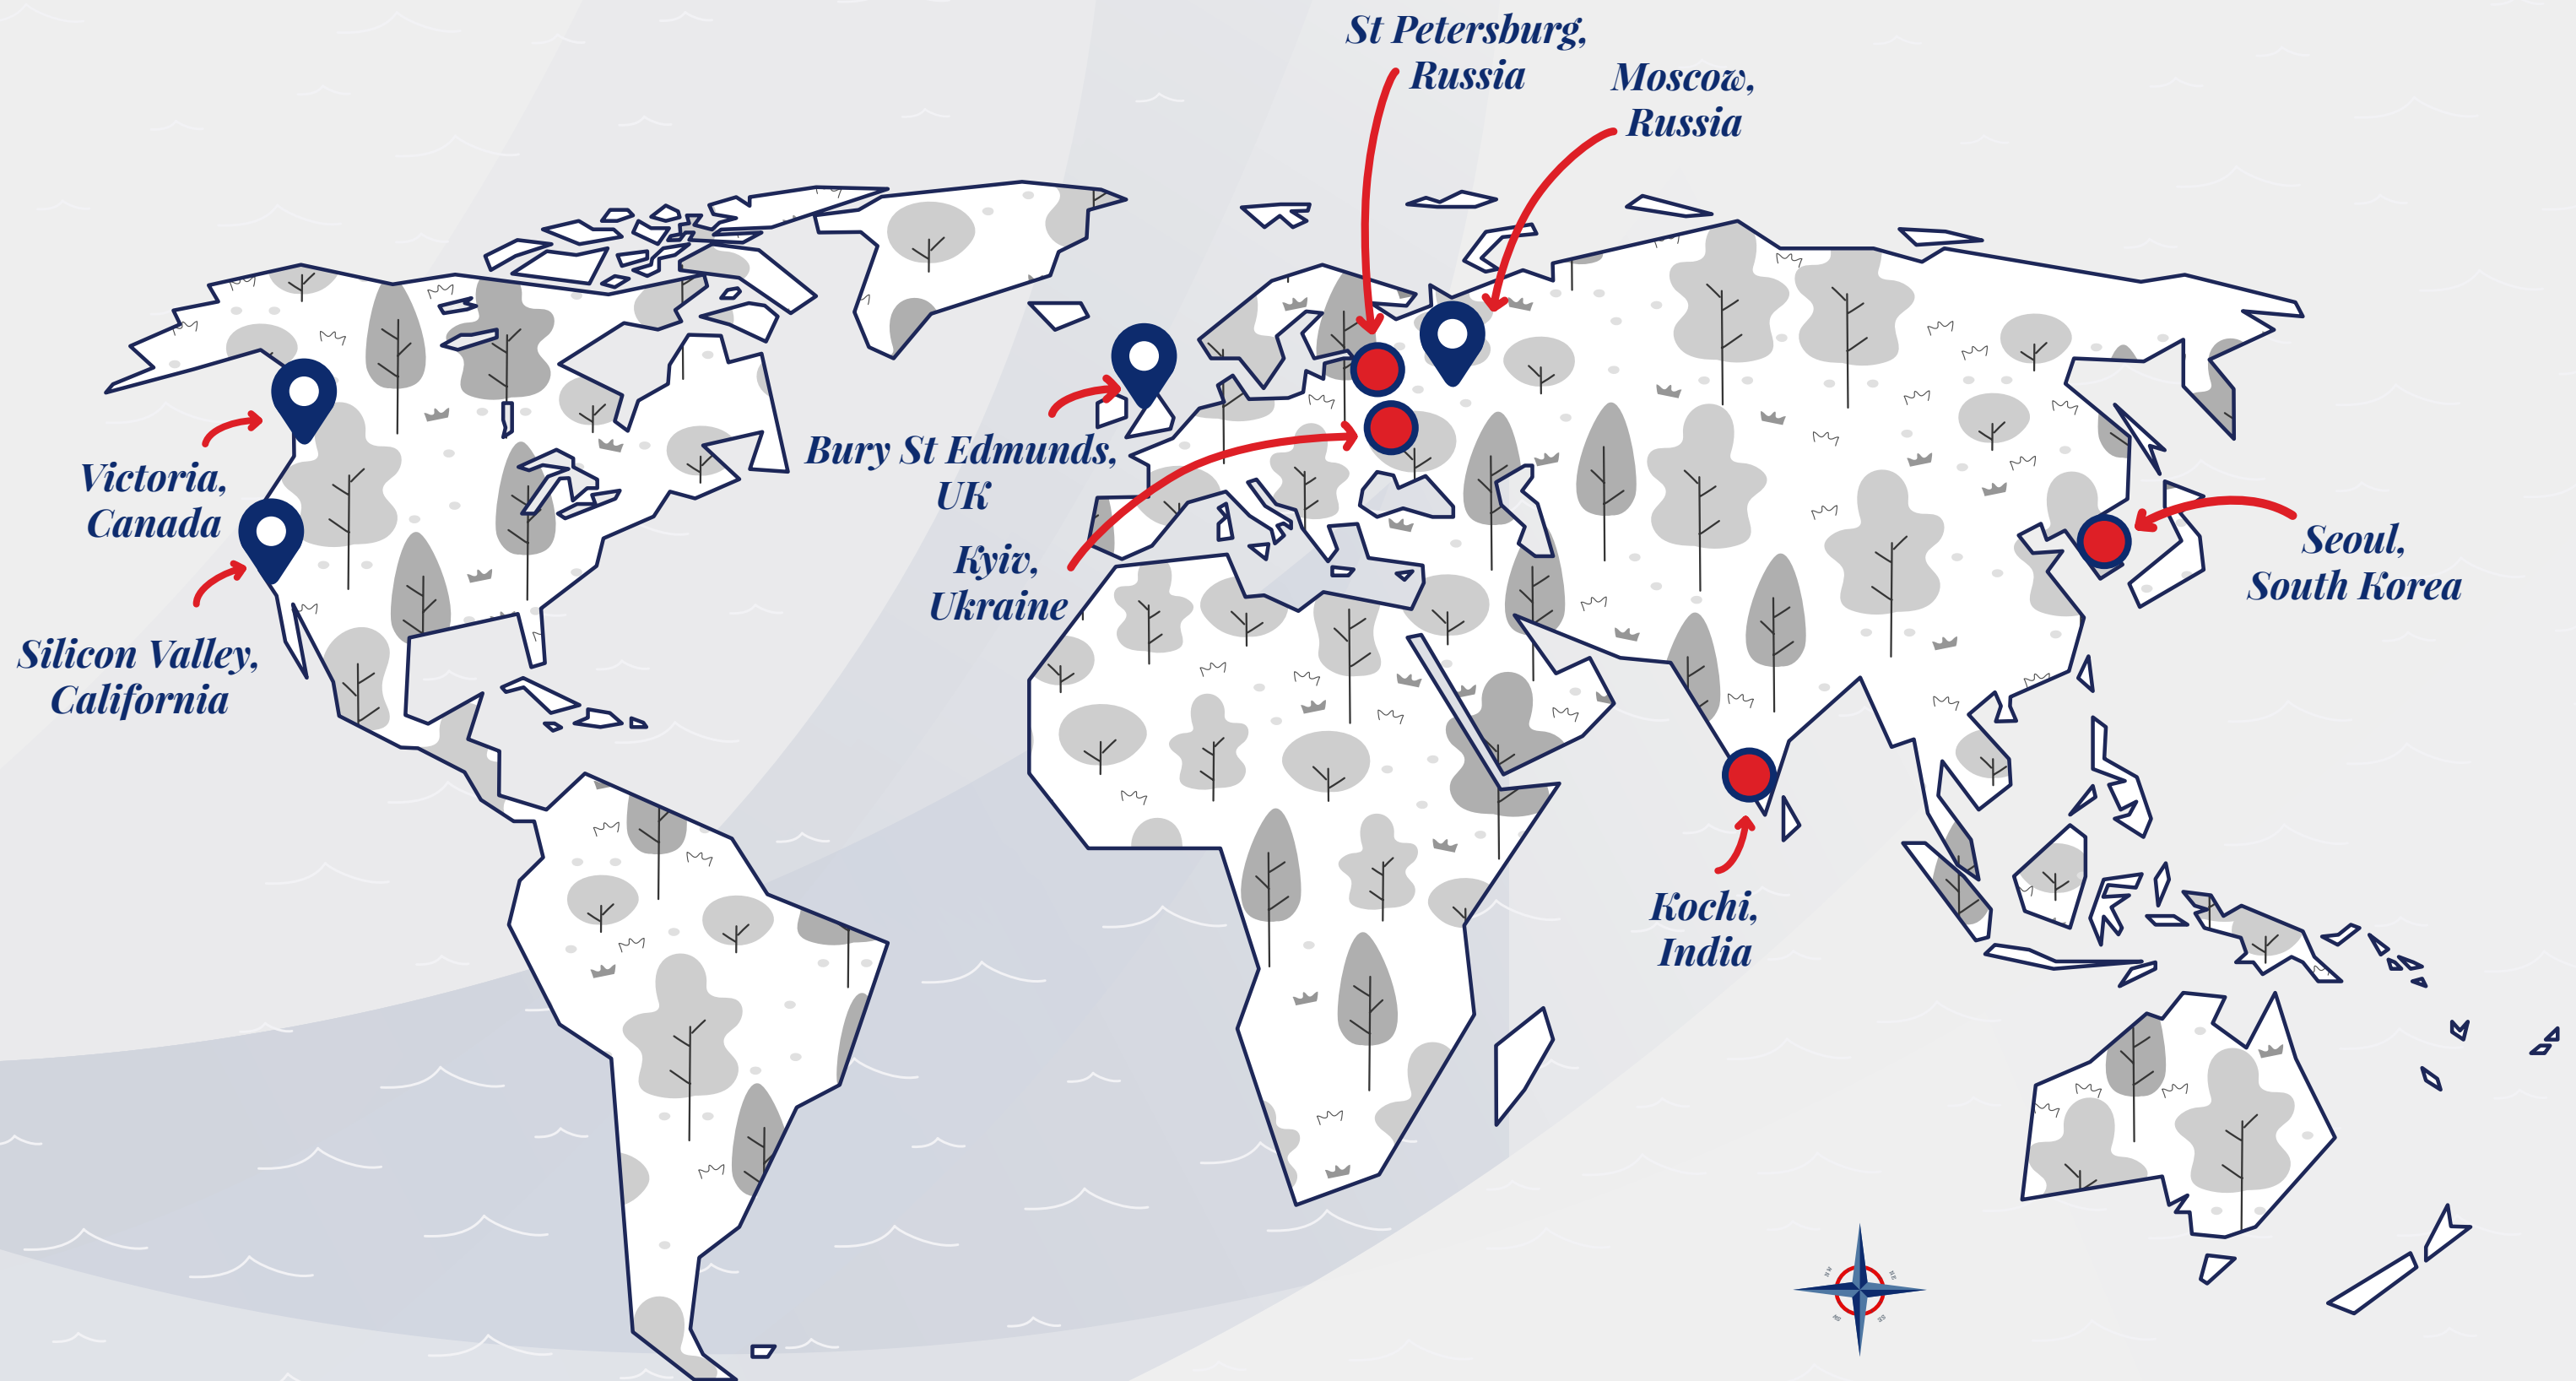 St Petersburg,
Russia
Moscow,
Russia
Victoria,
Canada
Bury St Edmunds,
UK
Silicon Valley,
California
Kyiv,
Ukraine
Seoul,
South Korea
Kochi,
India